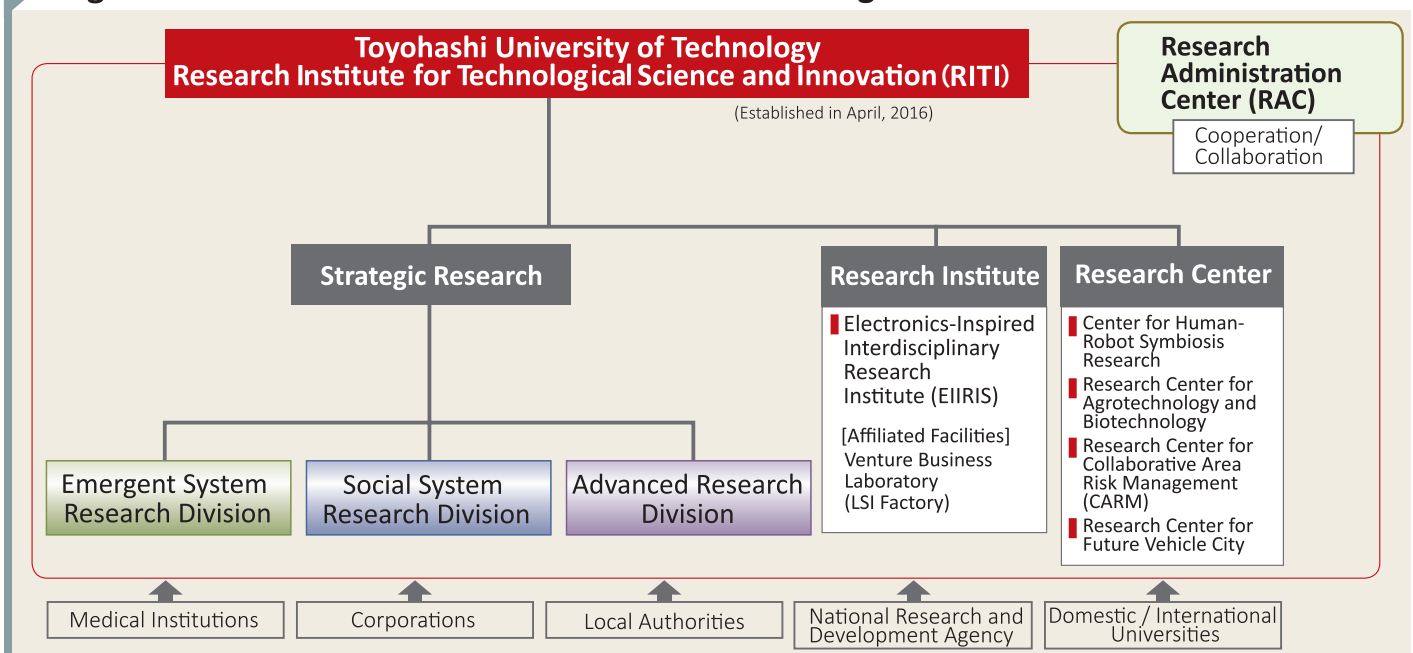 Toyohashi University of Technology
Research Institute for Technological Science and Innovation (RITI)
(Established in April, 2016)
Research
Administration
Center (RAC)
Cooperation/
Collaboration
Strategic Research
Research Institute
Research Center
Emergent System
Research Division
Social System
Research Division
Advanced Research
Division
Electronics-Inspired
Interdisciplinary
Research
Institute (EIIRIS)
[Affiliated Facilities]
Venture Business
Laboratory
(LSI Factory)
Center for Human-
Robot Symbiosis
Research
Research Center for
Agrotechnology and
Biotechnology
Research Center for
Collaborative Area
Risk Management
(CARM)
Research Center for
Future Vehicle City
Medical Institutions
Corporations
Local Authorities
National Research and
Development Agency
Domestic / International
Universities